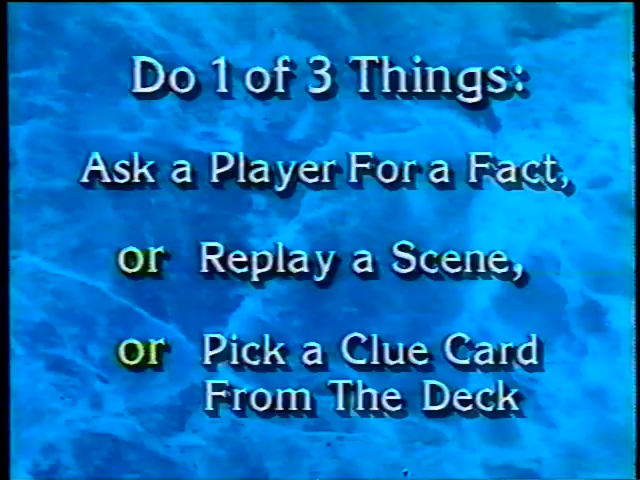 Do 1 of 3 Things:
Ask a Player For a Fact,
or Replay a Scene,
or Pick a Clue Card
From The Deck